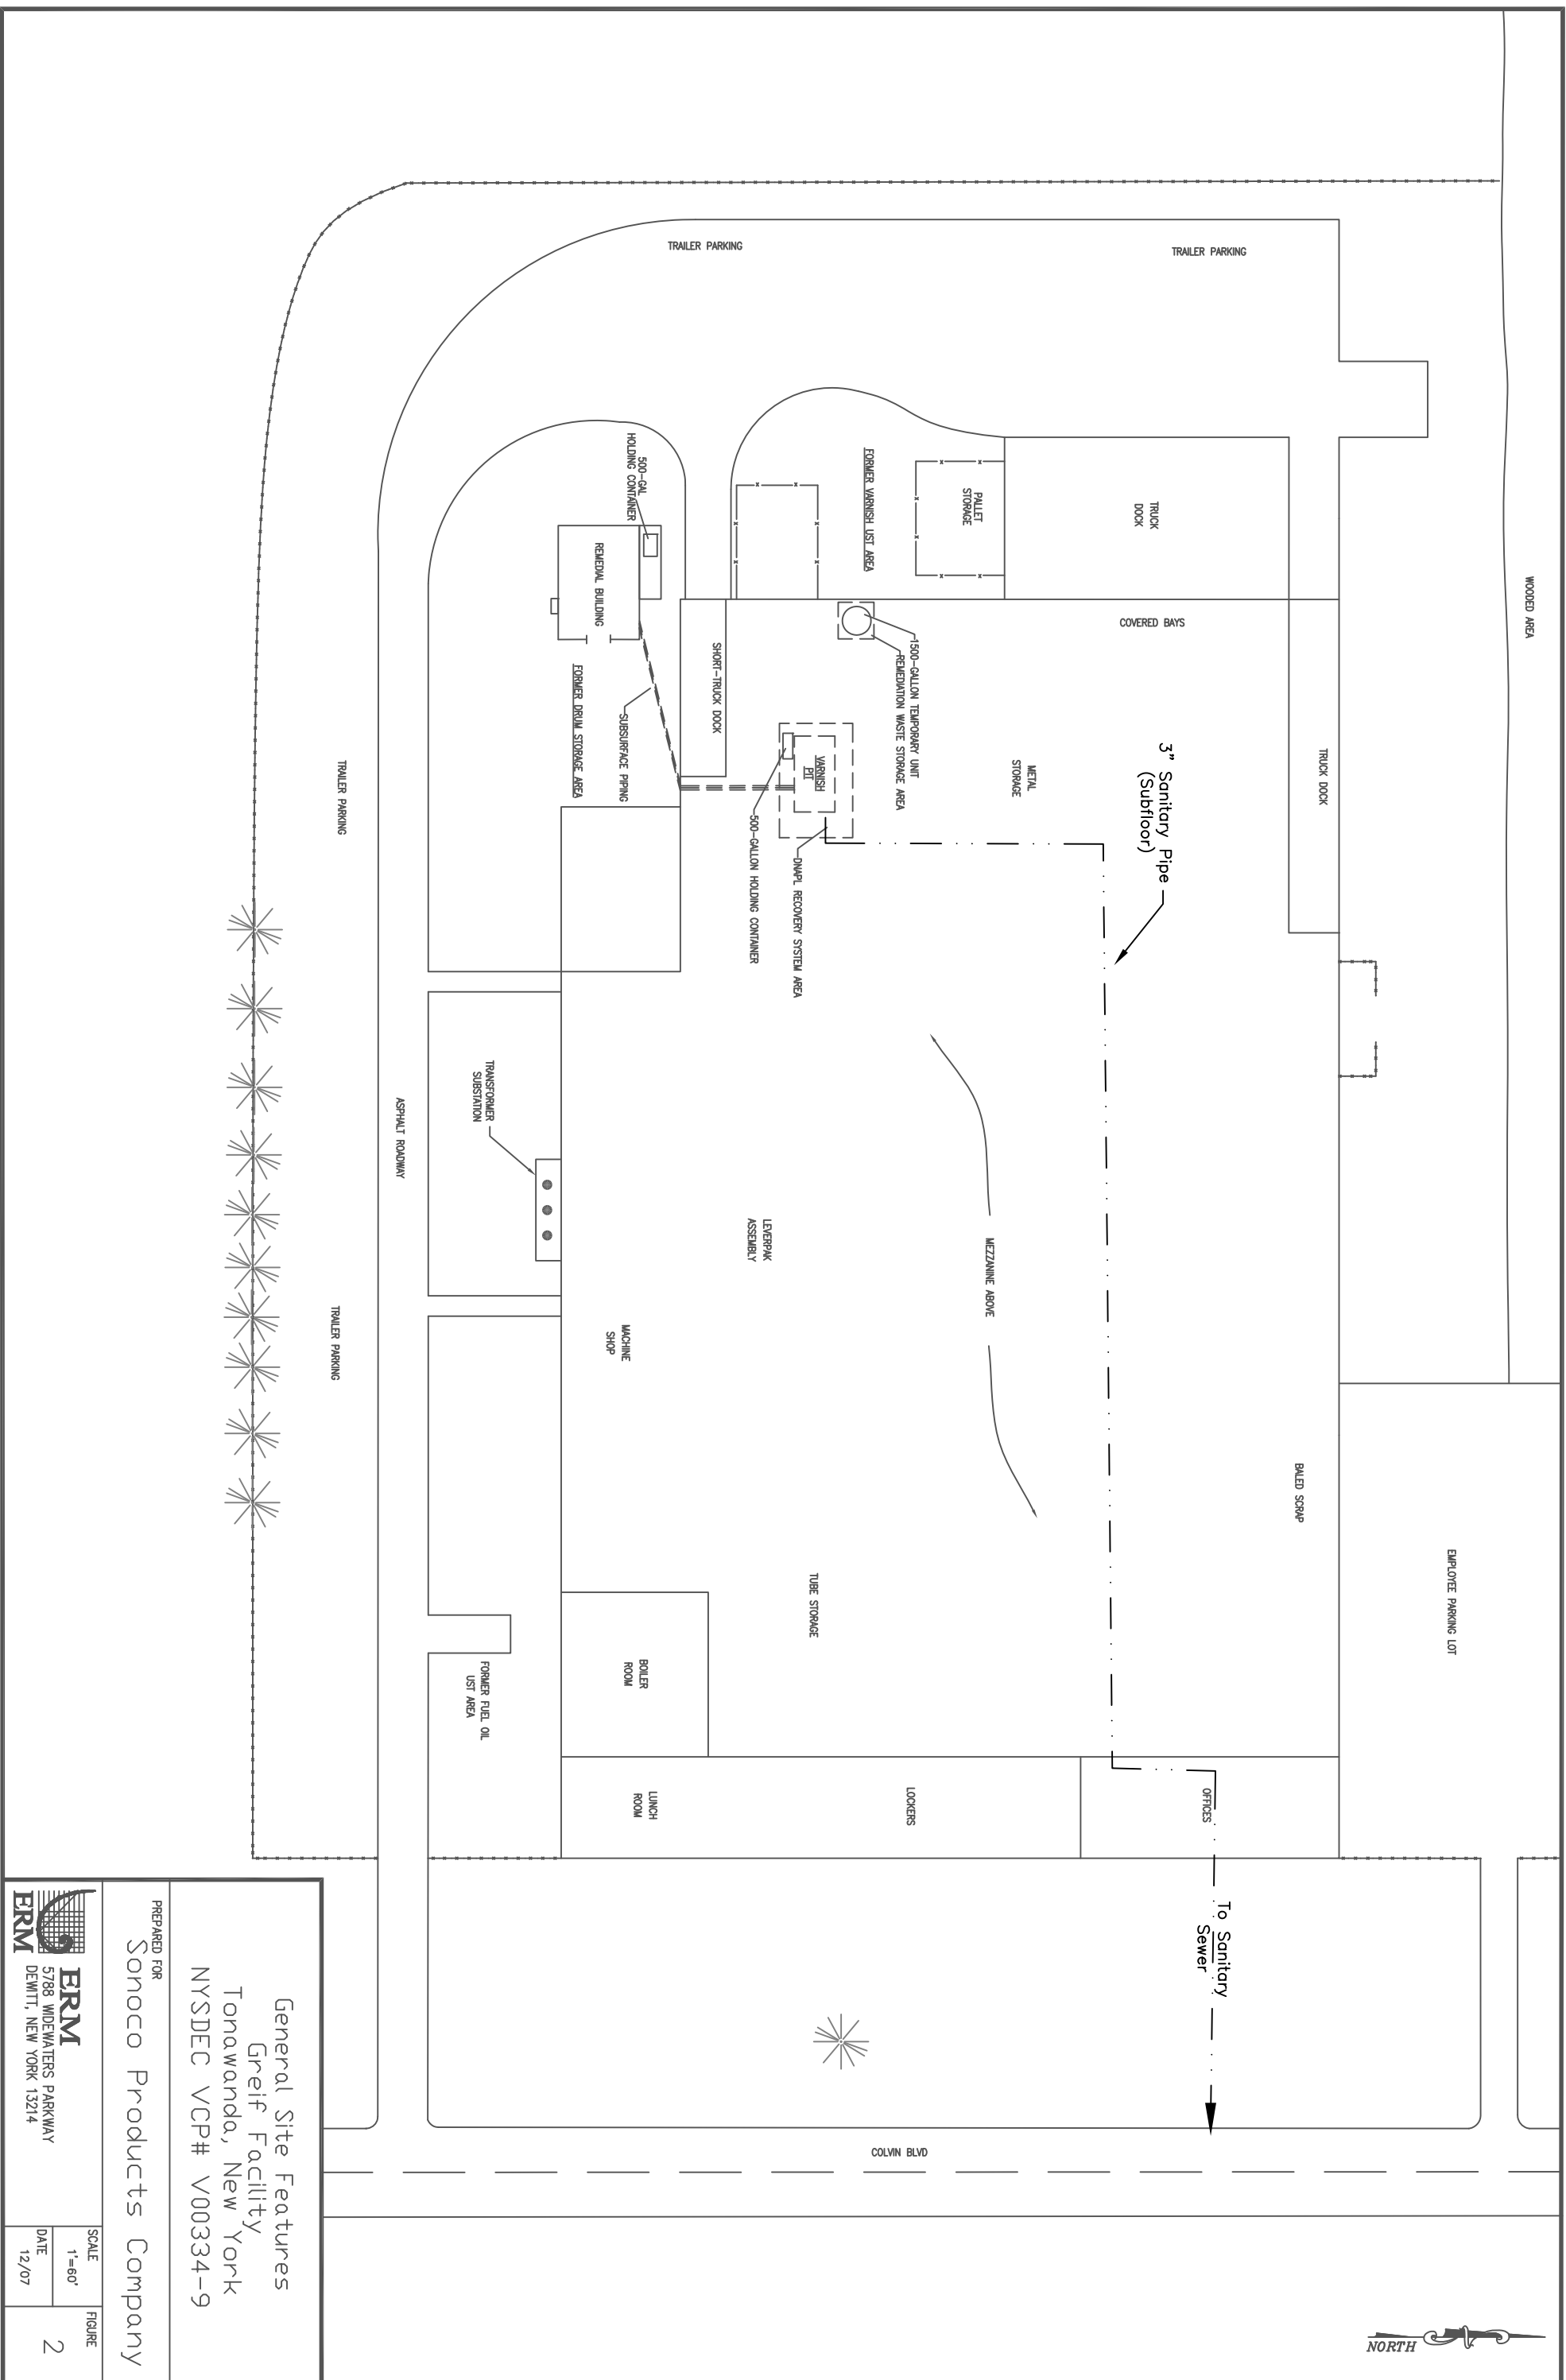 WOODED AREA
TRAILER PARKING
TRAILER PARKING
TRUCK
DOCK
PALLET
STORAGE
FORMER VARNISH UST AREA
500-GAL
HOLDING CONTAINER
REMEDIAL BUILDING
COVERED BAYS
TRUCK DOCK
1500-GALLON TEMPORARY UNIT
REMEDIATION WASTE STORAGE AREA
SHORT-TRUCK DOCK
FORMER DRUM STORAGE AREA
SUBSURFACE PIPING
VARNISH
PIT
METAL
STORAGE
3" Sanitary Pipe
(Subfloor)
500-GALLON HOLDING CONTAINER
DNAPL RECOVERY SYSTEM AREA
TRAILER PARKING
TRANSFORMER
SUBSTATION
ASPHALT ROADWAY
LEVERPAK
ASSEMBLY
MEZZANINE ABOVE
MACHINE
SHOP
TRAILER PARKING
BALED SCRAP
EMPLOYEE PARKING LOT
TUBE STORAGE
BOILER
ROOM
FORMER FUEL OIL
UST AREA
LUNCH
ROOM
LOCKERS
OFFICES
To Sanitary
Sewer
COLVIN BLVD
NORTH
General Site Features
Greif Facility
Tonawanda, New York
NYSDEC VCP# V00334-9
PREPARED FOR
Sonoco Products Company
ERM
ERM
5788 WIDEWATERS PARKWAY
DEWITT, NEW YORK 13214
SCALE
1"=60'
DATE
12/07
FIGURE
2